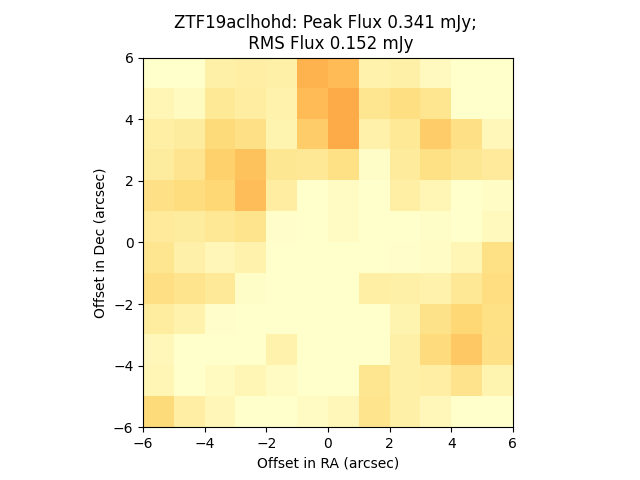 ZTF19aclhohd: Peak Flux 0.341 mJy;
RMS Flux 0.152 mJy
6
4
2
0
−2
−4
−6
Offset in Dec (arcsec)
−6 −4 −2 0 2 4 6
Offset in RA (arcsec)